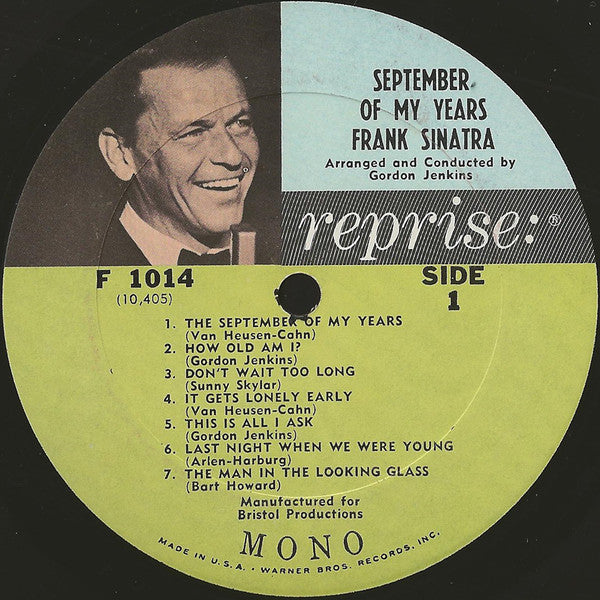 SEPTEMBER
OF MY YEARS
FRANK SINATRA
Arranged and Conducted by
Gordon Jenkins
reprise:®
F 1014
(10,405)
SIDE
1
1. THE SEPTEMBER OF MY YEARS
(Van Heusen-Cahn)
2. HOW OLD AM I?
(Gordon Jenkins)
3. DON'T WAIT TOO LONG
(Sunny Skylar)
4. IT GETS LONELY EARLY
(Van Heusen-Cahn)
5. THIS IS ALL I ASK
(Gordon Jenkins)
6. LAST NIGHT WHEN WE WERE YOUNG
(Arlen-Harburg)
7. THE MAN IN THE LOOKING GLASS
(Bart Howard)
Manufactured for
Bristol Productions
MONO
MADE IN U.S.A. • WARNER BROS. RECORDS, INC.